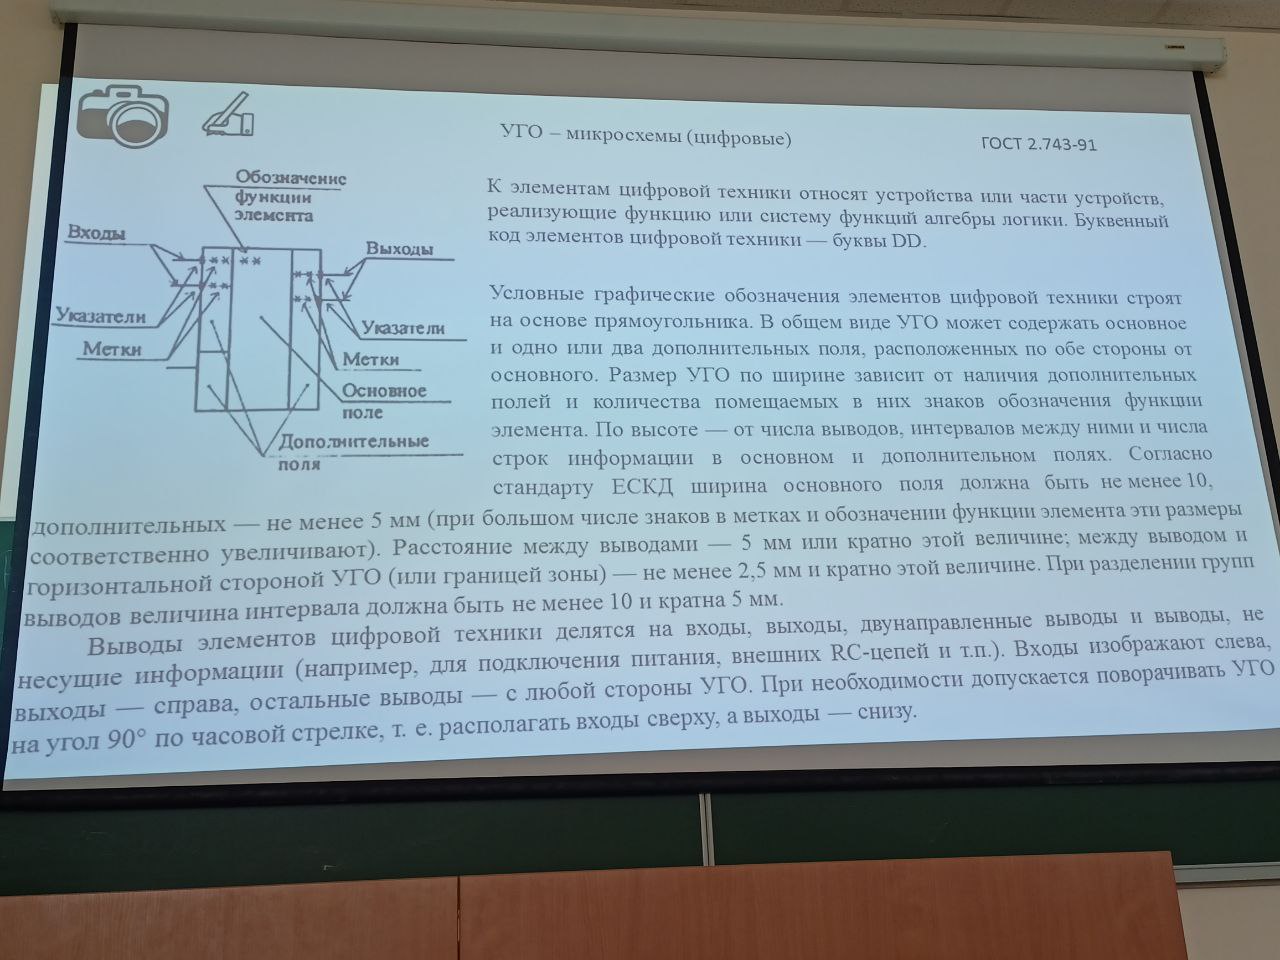 УГО – микросхемы (цифровые)
ГОСТ 2.743-91
Обозначение
функции
элемента
Входы
Выходы
Указатели
Указатели
Метки
Метки
Основное
поле
Дополнительные
поля
К элементам цифровой техники относят устройства или части устройств,
реализующие функцию или систему функций алгебры логики. Буквенный
код элементов цифровой техники — буквы DD.
Условные графические обозначения элементов цифровой техники строят
на основе прямоугольника. В общем виде УГО может содержать основное
и одно или два дополнительных поля, расположенных по обе стороны от
основного. Размер УГО по ширине зависит от наличия дополнительных
полей и количества помещаемых в них знаков обозначения функции
элемента. По высоте — от числа выводов, интервалов между ними и числа
строк информации в основном и дополнительном полях. Согласно
стандарту ЕСКД ширина основного поля должна быть не менее 10,
дополнительных — не менее 5 мм (при большом числе знаков в метках и обозначении функции элемента эти размеры
соответственно увеличивают). Расстояние между выводами — 5 мм или кратно этой величине; между выводом и
горизонтальной стороной УГО (или границей зоны) — не менее 2,5 мм и кратно этой величине. При разделении групп
выводов величина интервала должна быть не менее 10 и кратна 5 мм.
Выводы элементов цифровой техники делятся на входы, выходы, двунаправленные выводы и выводы, не
несущие информации (например, для подключения питания, внешних RC-цепей и т.п.). Входы изображают слева,
выходы — справа, остальные выводы — с любой стороны УГО. При необходимости допускается поворачивать УГО
на угол 90° по часовой стрелке, т. е. располагать входы сверху, а выходы — снизу.